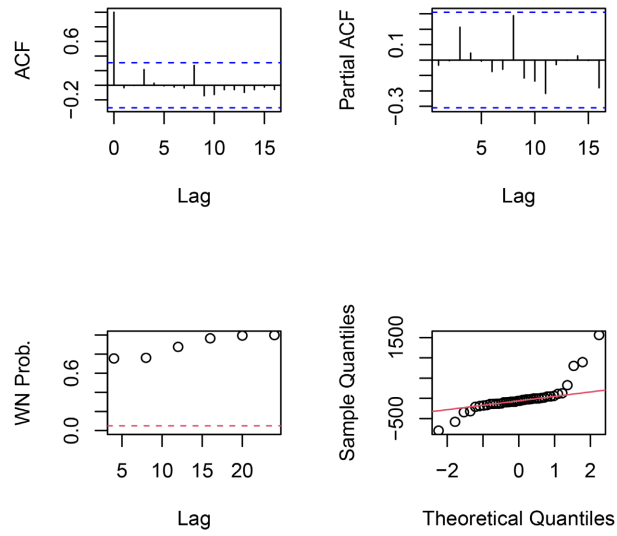 ACF
0.6
−0.2
0 5 10 15
Lag
Partial ACF
0.1
−0.3
5 10 15
Lag
WN Prob.
0.6
0.0
5 10 15 20
Lag
Sample Quantiles
1500
−500
−2 0 1 2
Theoretical Quantiles